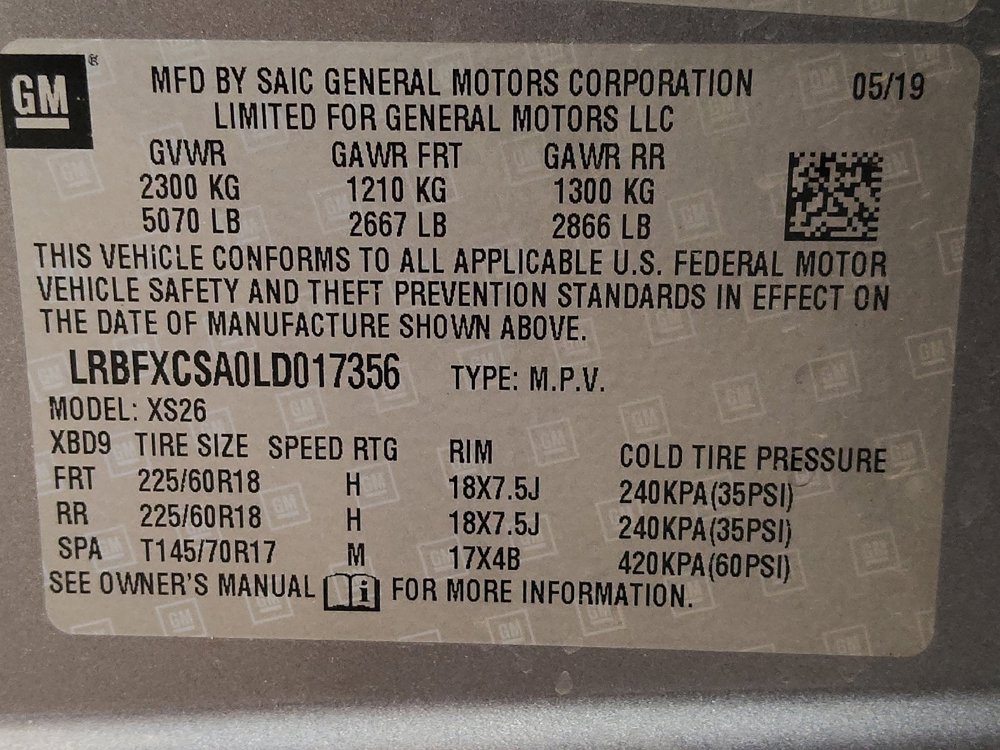 GM ®
MFD BY SAIC GENERAL MOTORS CORPORATION 05/19
LIMITED FOR GENERAL MOTORS LLC
GVWR GAWR FRT GAWR RR
2300 KG 1210 KG 1300 KG
5070 LB 2667 LB 2866 LB
THIS VEHICLE CONFORMS TO ALL APPLICABLE U.S. FEDERAL MOTOR
VEHICLE SAFETY AND THEFT PREVENTION STANDARDS IN EFFECT ON
THE DATE OF MANUFACTURE SHOWN ABOVE.
LRBFXCSA0LD017356 TYPE: M.P.V.
MODEL: XS26
XBD9 TIRE SIZE SPEED RTG RIM COLD TIRE PRESSURE
FRT 225/60R18 H 18X7.5J 240KPA(35PSI)
RR 225/60R18 H 18X7.5J 240KPA(35PSI)
SPA T145/70R17 M 17X4B 420KPA(60PSI)
SEE OWNER'S MANUAL i FOR MORE INFORMATION.